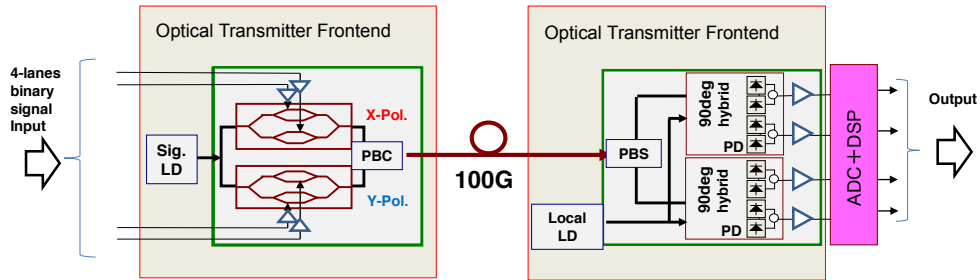 Optical Transmitter Frontend
4-lanes
binary
signal
Input
X-Pol.
Sig.
LD
PBC
Y-Pol.
100G
Optical Transmitter Frontend
90deg
hybrid
PD
PBS
90deg
hybrid
PD
Local
LD
ADC+DSP
Output